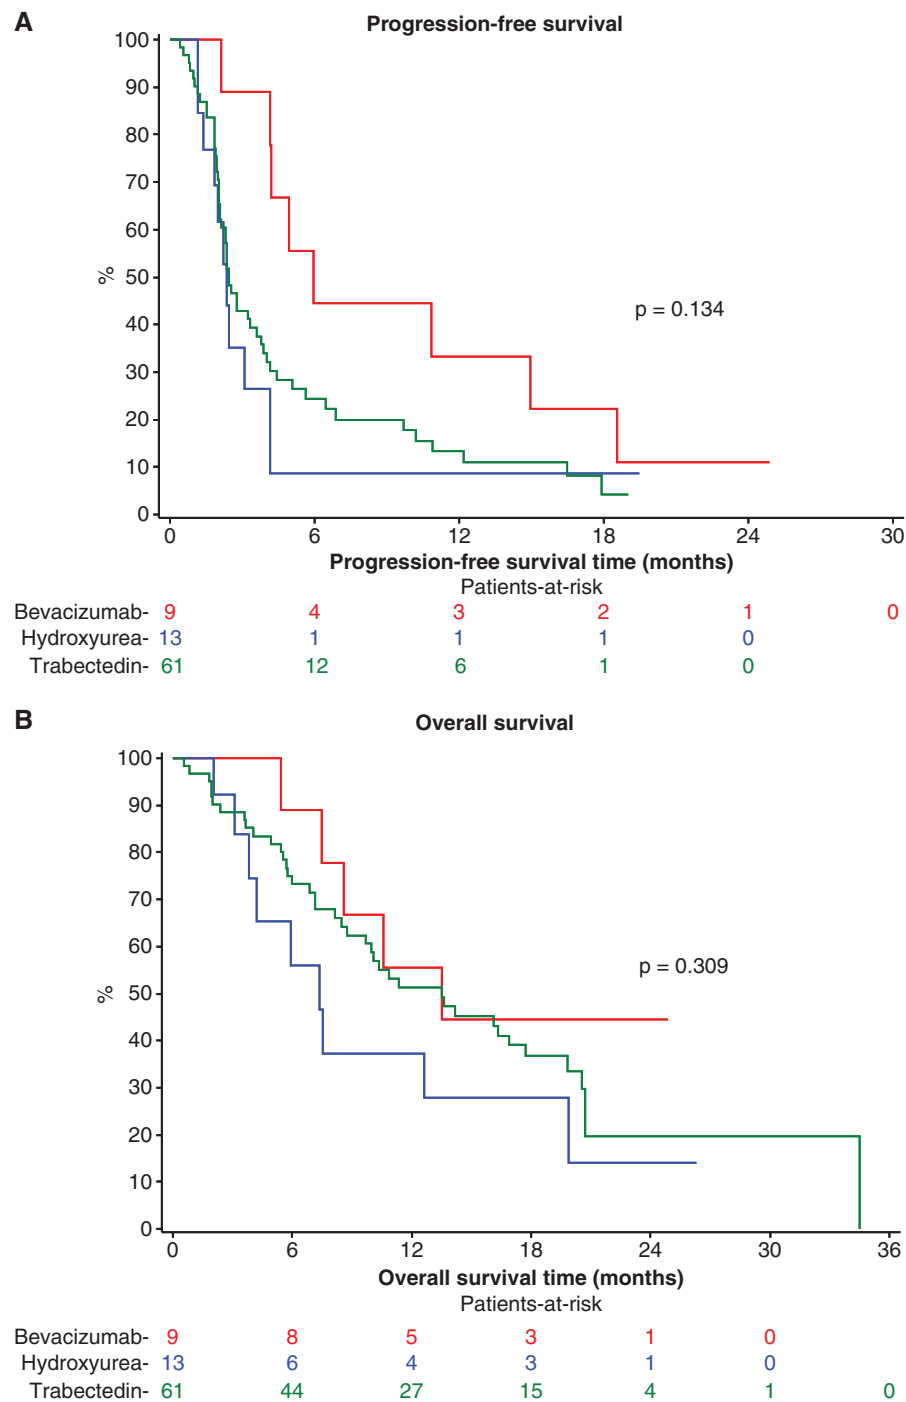 A
Progression-free survival
100
90
80
70
60
50
40
30
20
10
0
%
p = 0.134
0 6 12 18 24 30
Progression-free survival time (months)
Patients-at-risk
Bevacizumab- 9 4 3 2 1 0
Hydroxyurea- 13 1 1 1 0
Trabectedin- 61 12 6 1 0
B
Overall survival
100
90
80
70
60
50
40
30
20
10
0
%
p = 0.309
0 6 12 18 24 30 36
Overall survival time (months)
Patients-at-risk
Bevacizumab- 9 8 5 3 1 0
Hydroxyurea- 13 6 4 3 1 0
Trabectedin- 61 44 27 15 4 1 0